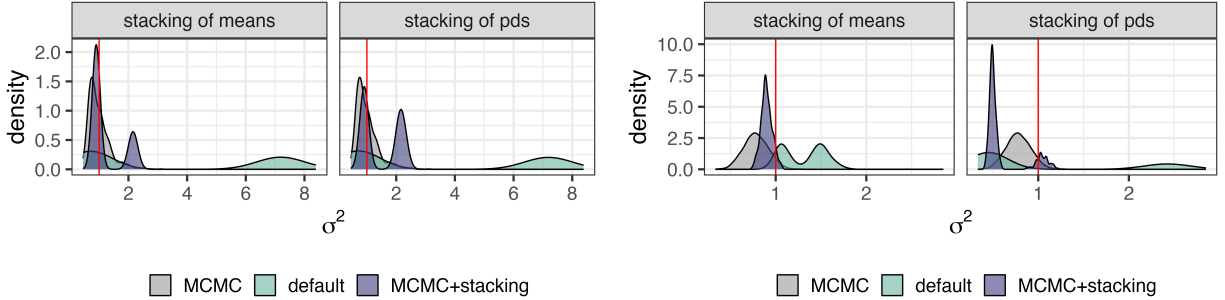 stacking of means
stacking of pds
density
2.0
1.5
1.0
0.5
0.0
2 4 6 8
2 4 6 8
σ²
MCMC default MCMC+stacking
stacking of means
stacking of pds
density
10.0
7.5
5.0
2.5
0.0
1 2
1 2
σ²
MCMC default MCMC+stacking